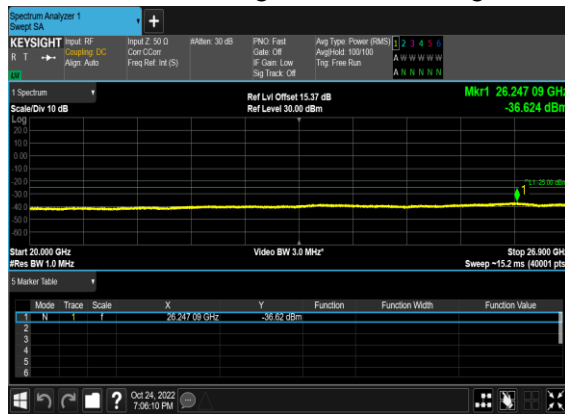 Spectrum Analyzer 1
Swept SA
+
KEYSIGHT Input: RF Input Z: 50 Ω #Atten: 30 dB PNO: Fast Avg Type: Power (RMS) 1 2 3 4 5 6
R T Coupling: DC Corr CCorr Gate: Off Avg|Hold: 100/100 A W W W W W
Align: Auto Freq Ref: Int (S) IF Gain: Low Trig: Free Run
Sig Track: Off A N N N N N
LW
1 Spectrum Ref Lvl Offset 15.37 dB Mkr1 26.247 09 GHz
Scale/Div 10 dB Ref Level 30.00 dBm -36.624 dBm
Log
20.0
10.0
0.00
-10.0
-20.0
DL1 -25.00 dBm
-30.0 1
-40.0
-50.0
-60.0
Start 20.000 GHz Video BW 3.0 MHz* Stop 26.900 GHz
#Res BW 1.0 MHz Sweep ~15.2 ms (40001 pts
5 Marker Table
Mode Trace Scale X Y Function Function Width Function Value
1 N 1 f 26.247 09 GHz -36.62 dBm
2
3
4
5
6
? Oct 24, 2022
7:06:10 PM